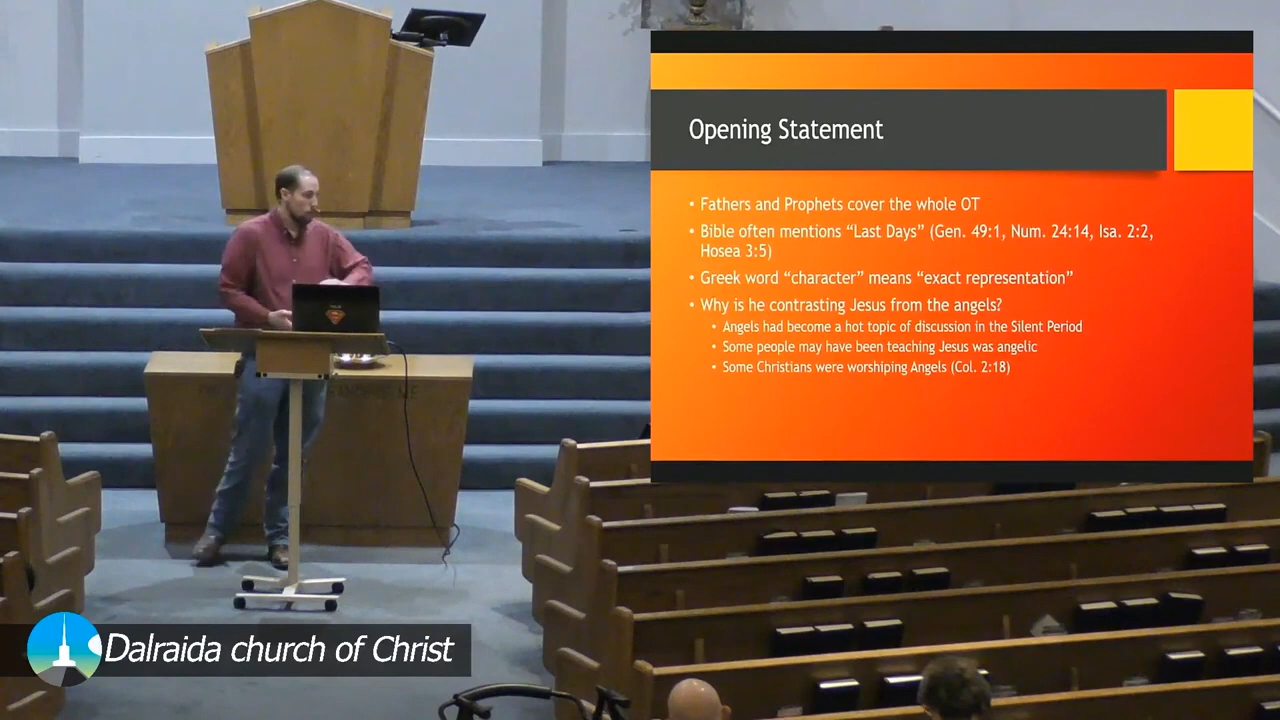 Opening Statement
• Fathers and Prophets cover the whole OT
• Bible often mentions “Last Days” (Gen. 49:1, Num. 24:14, Isa. 2:2,
Hosea 3:5)
• Greek word “character” means “exact representation”
• Why is he contrasting Jesus from the angels?
• Angels had become a hot topic of discussion in the Silent Period
• Some people may have been teaching Jesus was angelic
• Some Christians were worshiping Angels (Col. 2:18)
Dalraida church of Christ